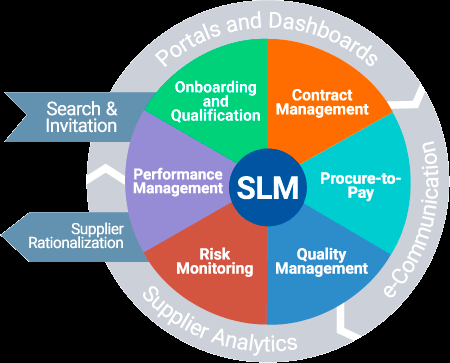 Portals and Dashboards
Onboarding
and
Qualification
Contract
Management
Search &
Invitation
Performance
Management
SLM
Procure-to-
Pay
e-Communication
Supplier
Rationalization
Risk
Monitoring
Quality
Management
Supplier Analytics